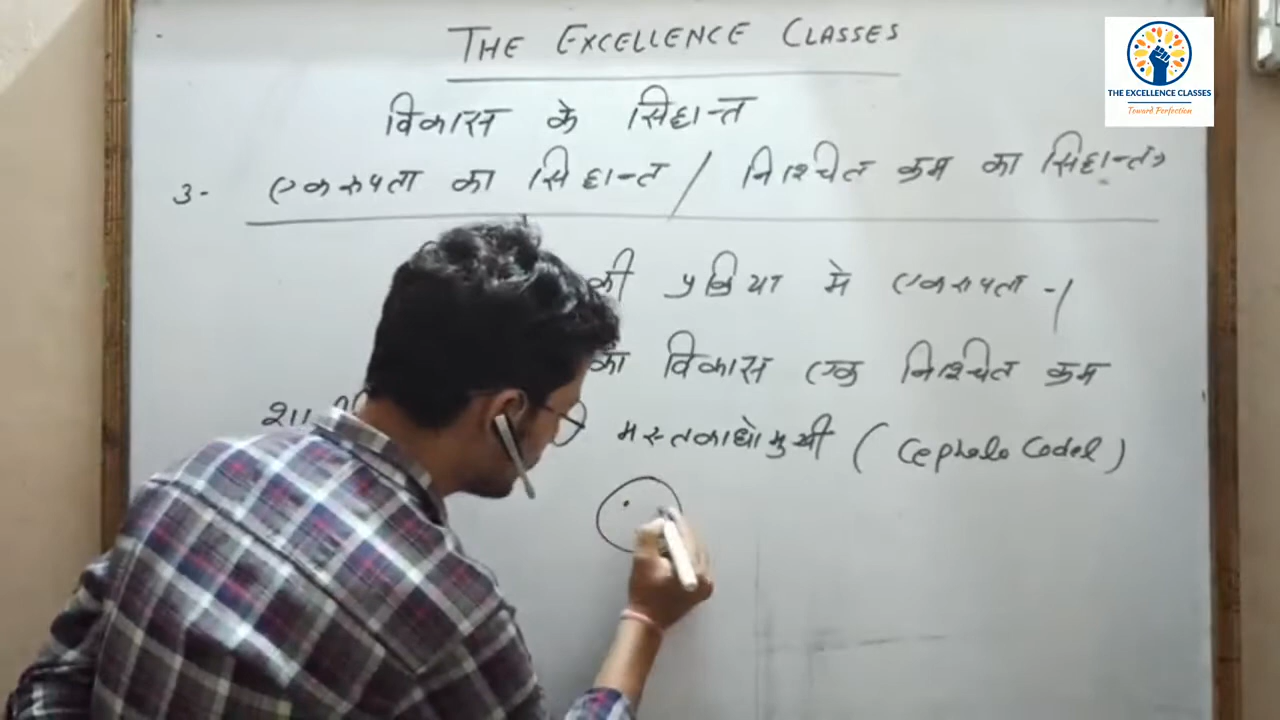 THE EXCELLENCE CLASSES
THE EXCELLENCE CLASSES
Toward Perfection
विकास के सिद्धान्त
3- एकरुपता का सिद्धान्त / निश्चित क्रम का सिद्धान्त
की प्रक्रिया मे एकरुपता -/
का विकास एक निश्चित क्रम
मस्तकाधोमुखी ( Cephalo Codal )